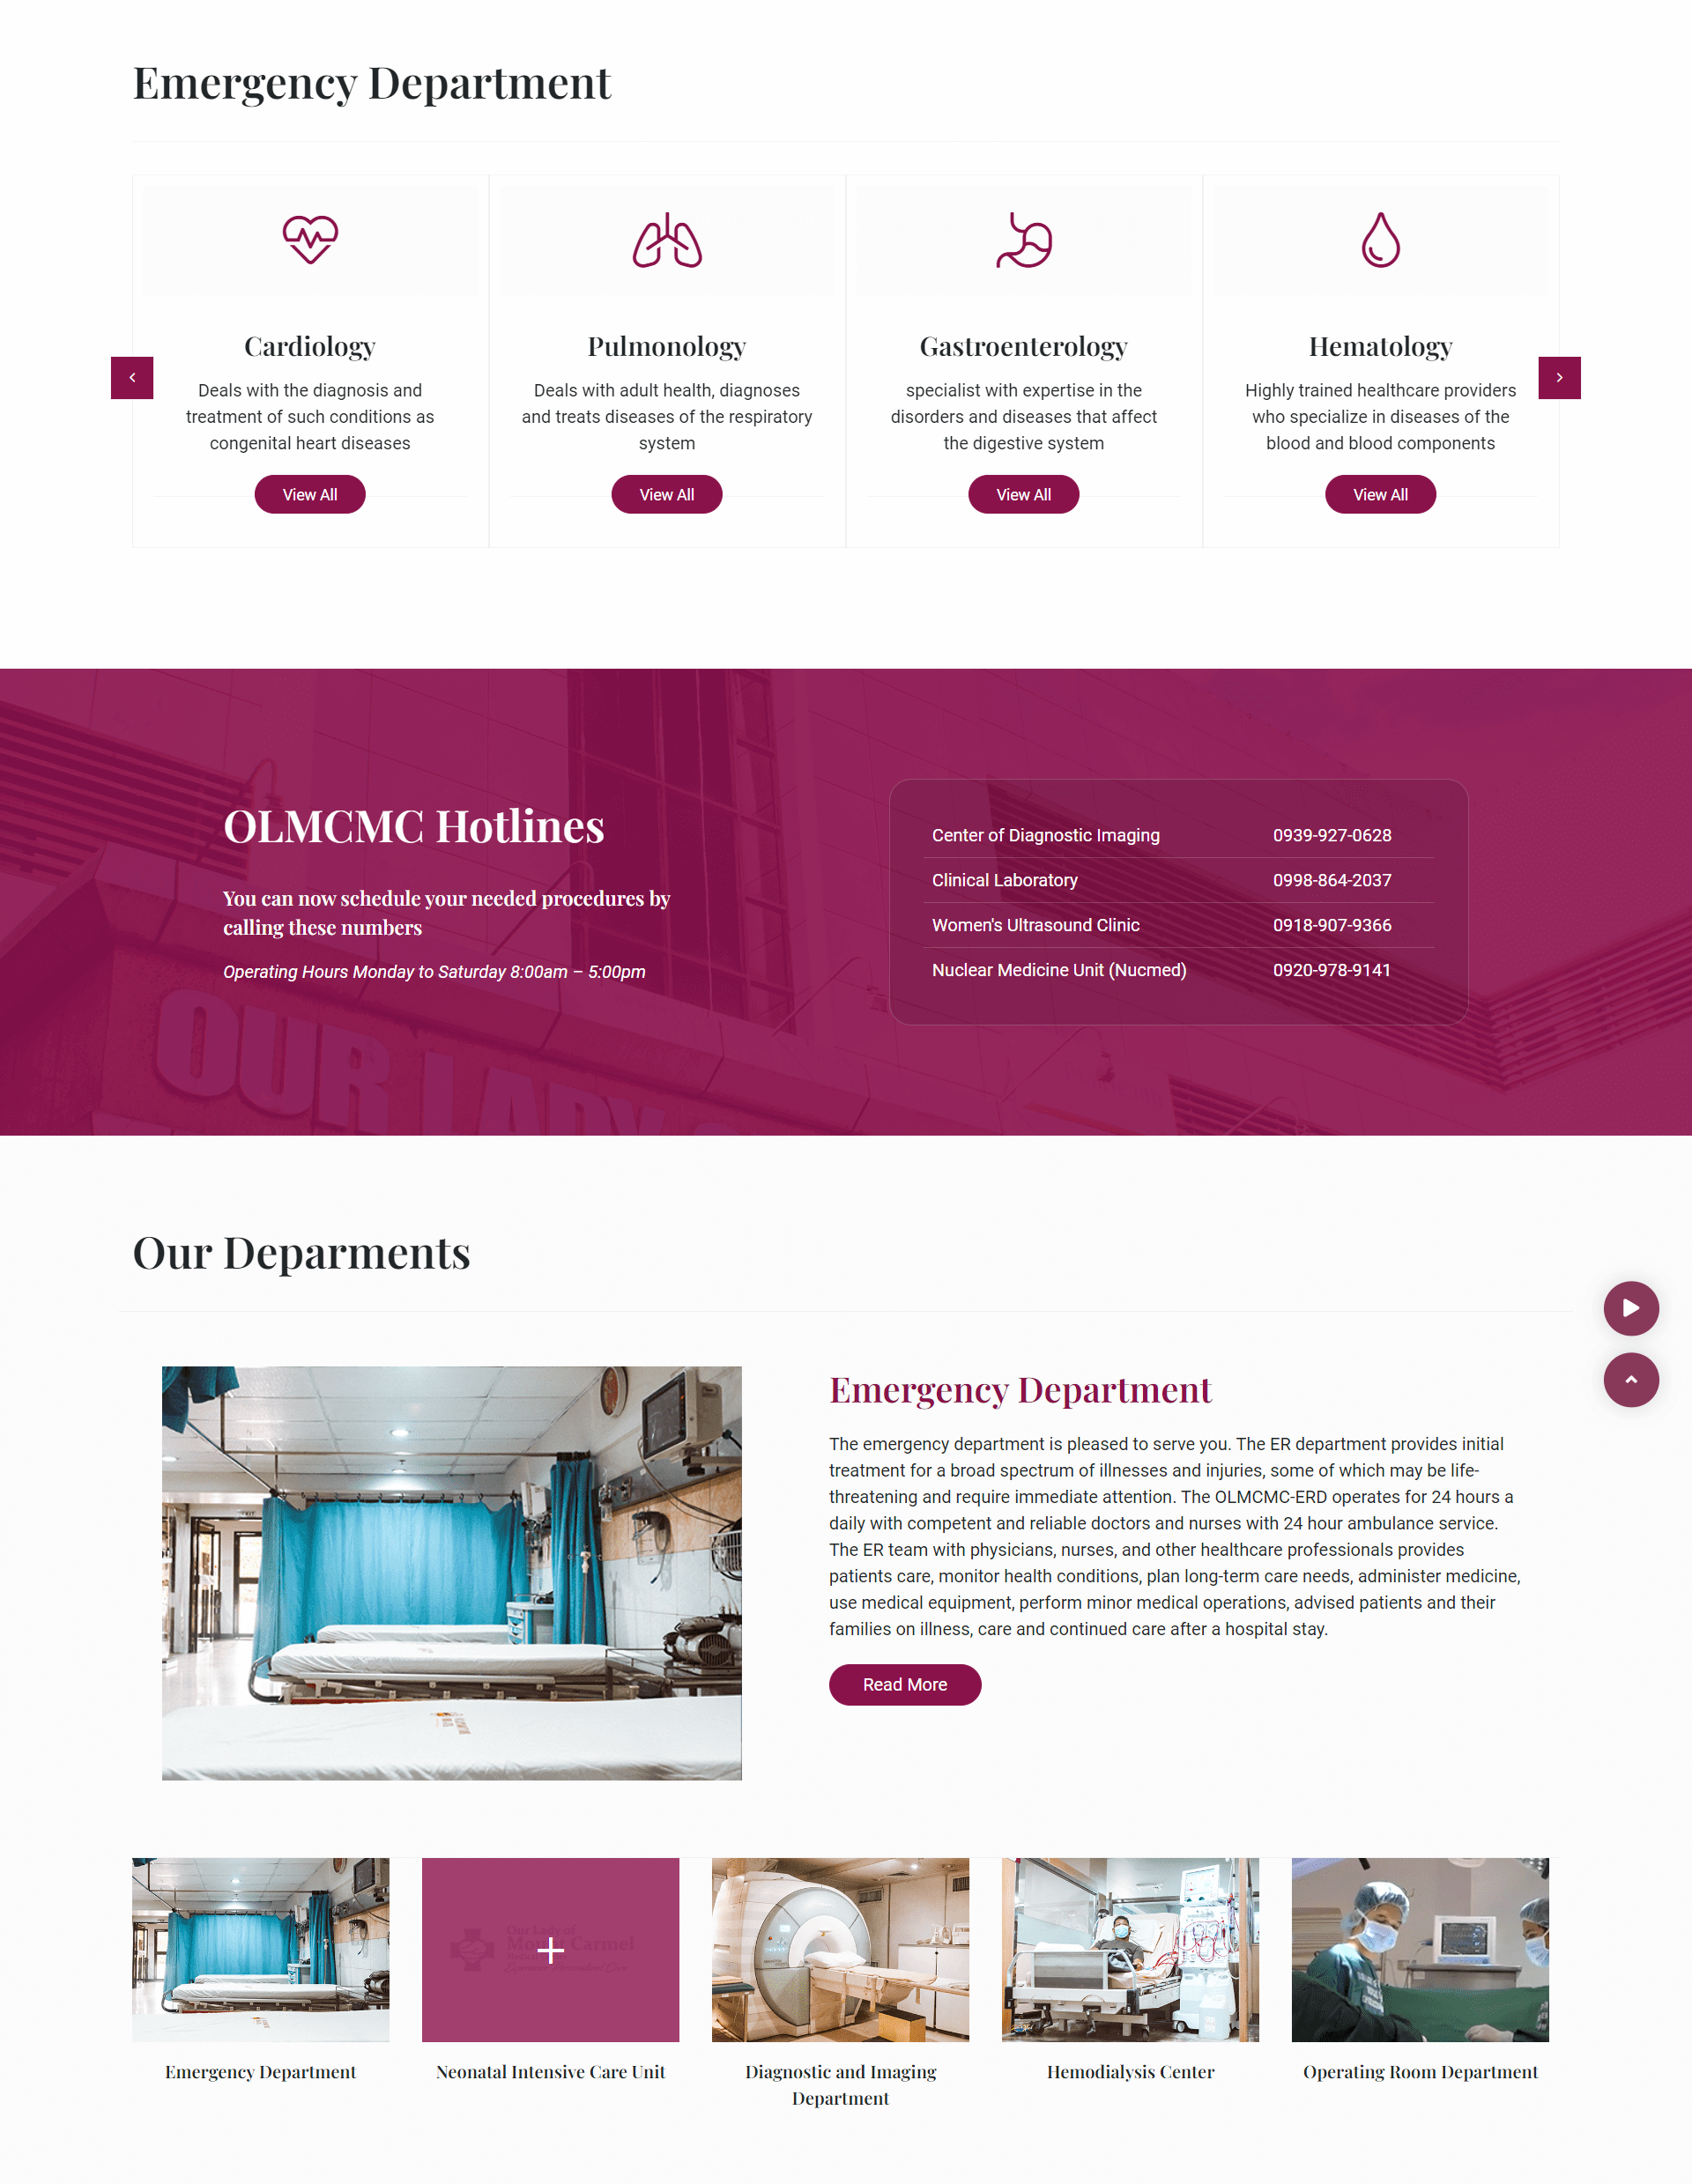 Emergency Department
Cardiology
Deals with the diagnosis and
treatment of such conditions as
congenital heart diseases
View All
Pulmonology
Deals with adult health, diagnoses
and treats diseases of the respiratory
system
View All
Gastroenterology
specialist with expertise in the
disorders and diseases that affect
the digestive system
View All
Hematology
Highly trained healthcare providers
who specialize in diseases of the
blood and blood components
View All
OLMCMC Hotlines
You can now schedule your needed procedures by
calling these numbers
Operating Hours Monday to Saturday 8:00am – 5:00pm
Center of Diagnostic Imaging 0939-927-0628
Clinical Laboratory 0998-864-2037
Women's Ultrasound Clinic 0918-907-9366
Nuclear Medicine Unit (Nucmed) 0920-978-9141
OUR LADY
Our Deparments
Emergency Department
The emergency department is pleased to serve you. The ER department provides initial
treatment for a broad spectrum of illnesses and injuries, some of which may be life-
threatening and require immediate attention. The OLMCMC-ERD operates for 24 hours a
daily with competent and reliable doctors and nurses with 24 hour ambulance service.
The ER team with physicians, nurses, and other healthcare professionals provides
patients care, monitor health conditions, plan long-term care needs, administer medicine,
use medical equipment, perform minor medical operations, advised patients and their
families on illness, care and continued care after a hospital stay.
Read More
Our Lady of
Mount Carmel
Emergency Department
Neonatal Intensive Care Unit
Diagnostic and Imaging
Department
Hemodialysis Center
Operating Room Department